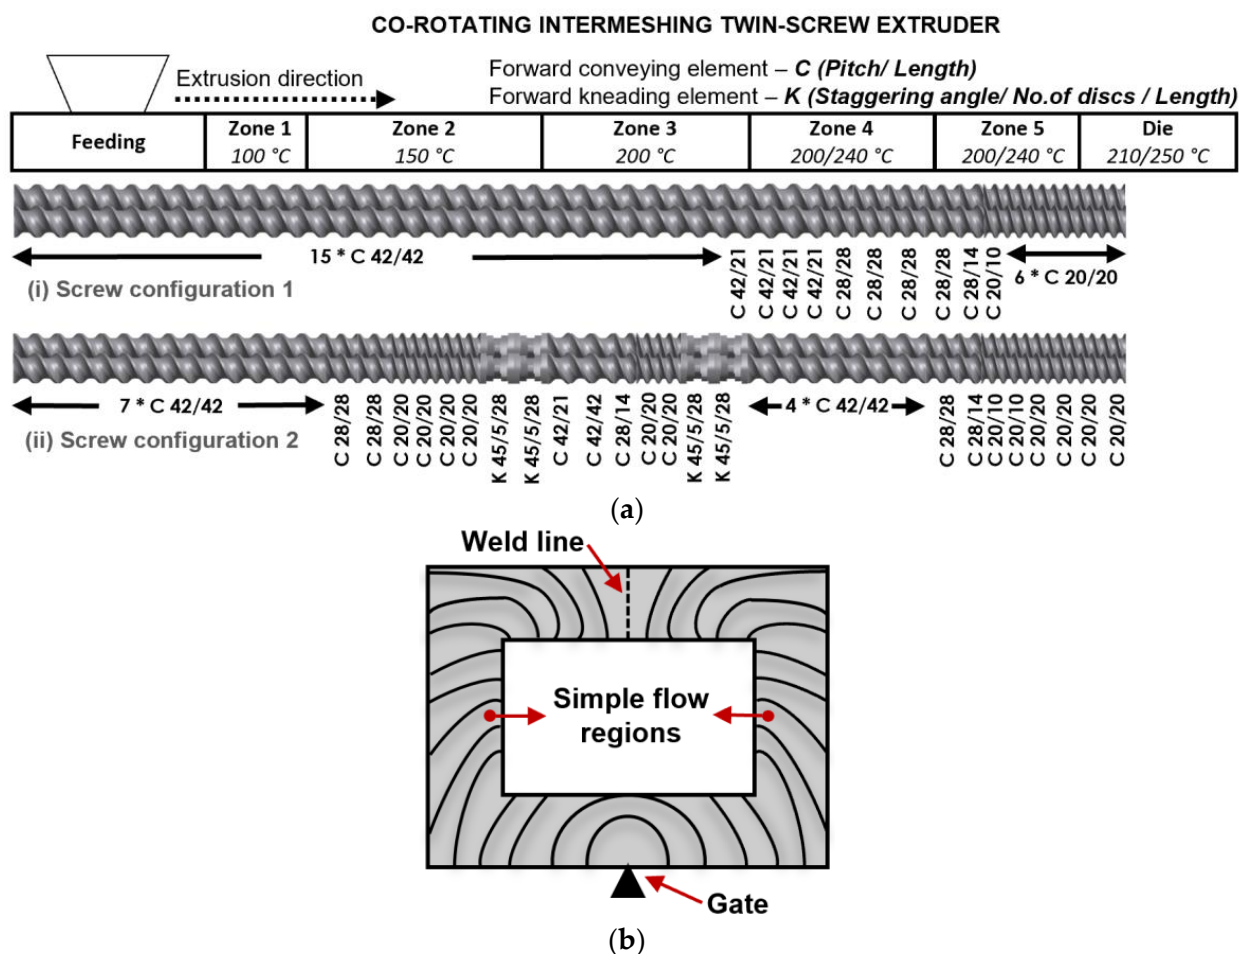 CO-ROTATING INTERMESHING TWIN-SCREW EXTRUDER
Extrusion direction
Forward conveying element – C (Pitch/ Length)
Forward kneading element – K (Staggering angle/ No.of discs / Length)
Feeding
Zone 1
100 °C
Zone 2
150 °C
Zone 3
200 °C
Zone 4
200/240 °C
Zone 5
200/240 °C
Die
210/250 °C
15 * C 42/42
C 42/21
C 42/21
C 42/21
C 42/21
C 28/28
C 28/28
C 28/28
C 28/28
C 28/14
C 20/10
6 * C 20/20
(i) Screw configuration 1
7 * C 42/42
C 28/28
C 28/28
C 20/20
C 20/20
C 20/20
C 20/20
K 45/5/28
K 45/5/28
C 42/21
C 42/42
C 28/14
C 20/20
C 20/20
K 45/5/28
K 45/5/28
4 * C 42/42
C 28/28
C 28/14
C 20/10
C 20/10
C 20/20
C 20/20
C 20/20
C 20/20
(ii) Screw configuration 2
(a)
Weld line
Simple flow
regions
Gate
(b)